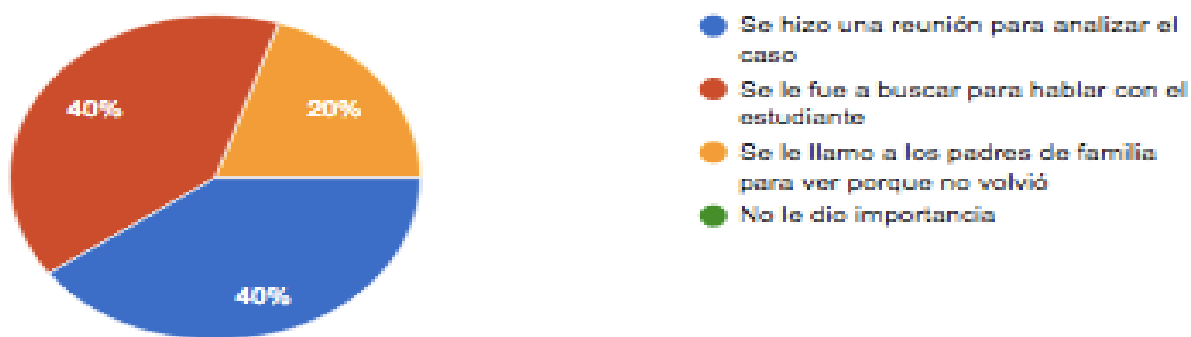 40%
20%
40%
Se hizo una reunión para analizar el
caso
Se le fue a buscar para hablar con el
estudiante
Se le llamo a los padres de familia
para ver porque no volvió
No le dio importancia